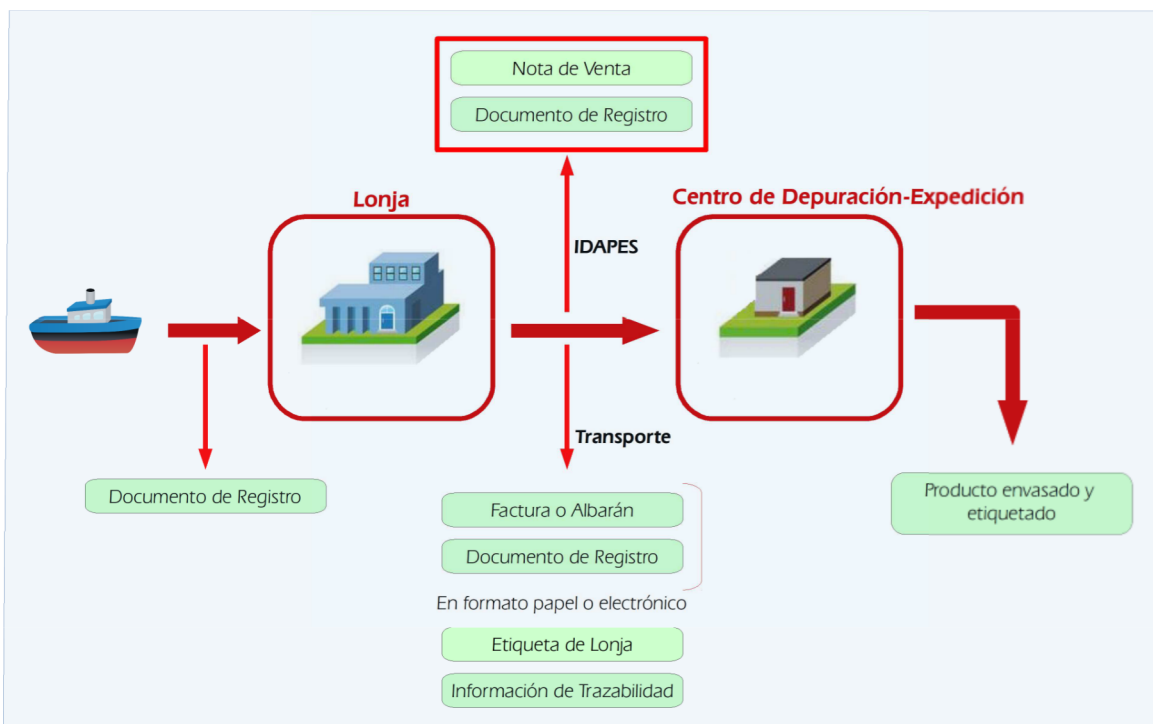 Nota de Venta
Documento de Registro
Lonja
Centro de Depuración-Expedición
IDAPES
Transporte
Documento de Registro
Factura o Albarán
Documento de Registro
En formato papel o electrónico
Etiqueta de Lonja
Información de Trazabilidad
Producto envasado y
etiquetado